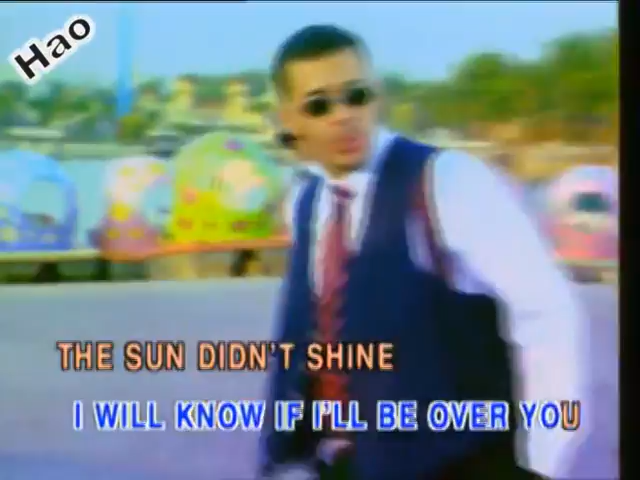 Hao
THE SUN DIDN'T SHINE
I WILL KNOW IF I'LL BE OVER YOU